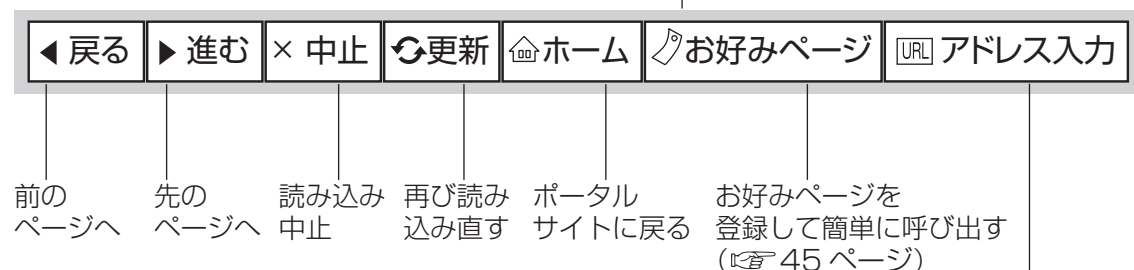 ◀ 戻る ▶ 進む × 中止 更新 ホーム お好みページ URL アドレス入力
前の
ページへ
先の
ページへ
読み込み
中止
再び読み
込み直す
ポータル
サイトに戻る
お好みページを
登録して簡単に呼び出す
(☞ 45 ページ)